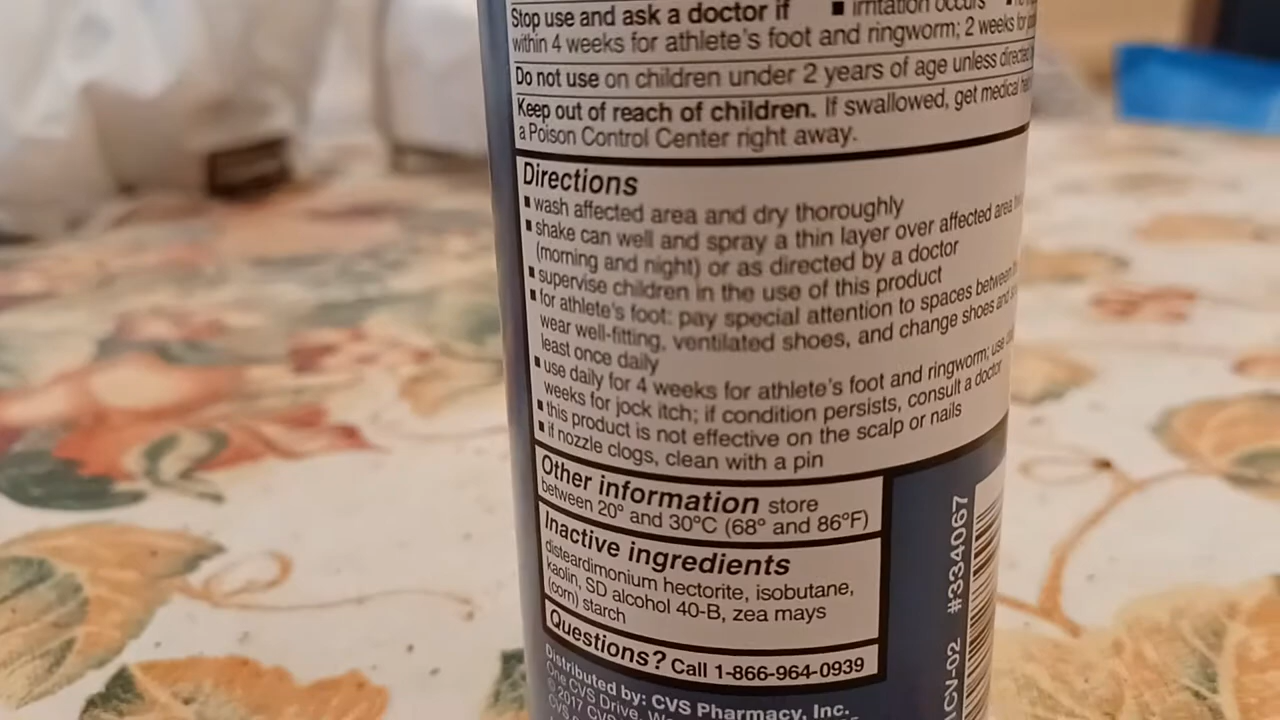 Stop use and ask a doctor if ■ irritation occurs ■
within 4 weeks for athlete's foot and ringworm; 2 weeks for
Do not use on children under 2 years of age unless directed
Keep out of reach of children. If swallowed, get medical
a Poison Control Center right away.
Directions
■ wash affected area and dry thoroughly
■ shake can well and spray a thin layer over affected area
(morning and night) or as directed by a doctor
■ supervise children in the use of this product
■ for athlete's foot: pay special attention to spaces between
wear well-fitting, ventilated shoes, and change shoes and
least once daily
■ use daily for 4 weeks for athlete's foot and ringworm; use
weeks for jock itch; if condition persists, consult a doctor
■ this product is not effective on the scalp or nails
■ if nozzle clogs, clean with a pin
Other information store
between 20° and 30°C (68° and 86°F)
Inactive ingredients
disteardimonium hectorite, isobutane,
kaolin, SD alcohol 40-B, zea mays
(corn) starch
Questions? Call 1-866-964-0939
Distributed by: CVS Pharmacy, Inc.
One CVS Drive,
© 2017 CVS
CVS
CV-02 #334067